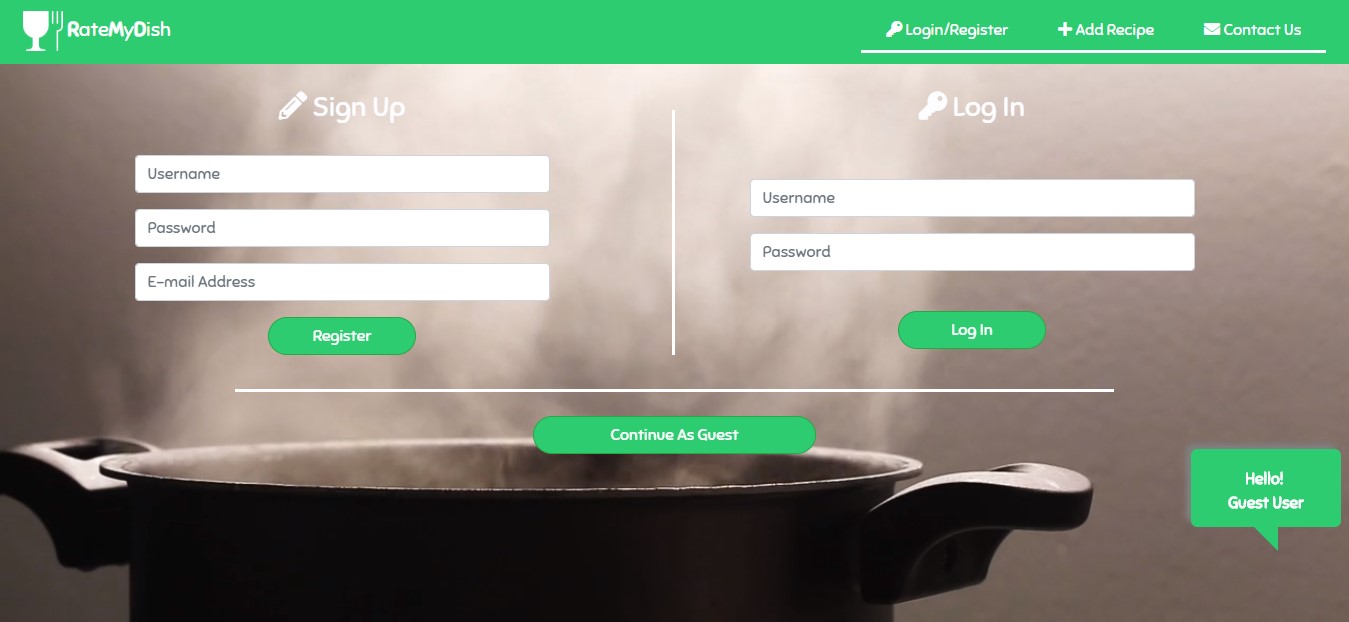 RateMyDish
Login/Register
Add Recipe
Contact Us
Sign Up
Username
Password
E-mail Address
Register
Log In
Username
Password
Log In
Continue As Guest
Hello!
Guest User